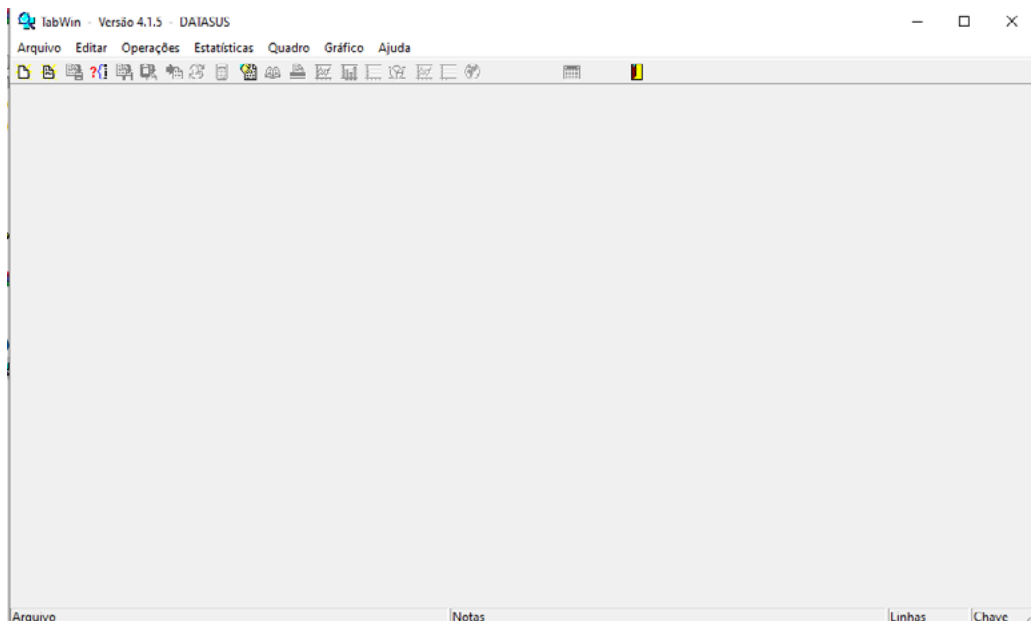 TabWin - Versão 4.1.5 - DATASUS
Arquivo Editar Operações Estatísticas Quadro Gráfico Ajuda
Arquivo Notas Linhas Chave